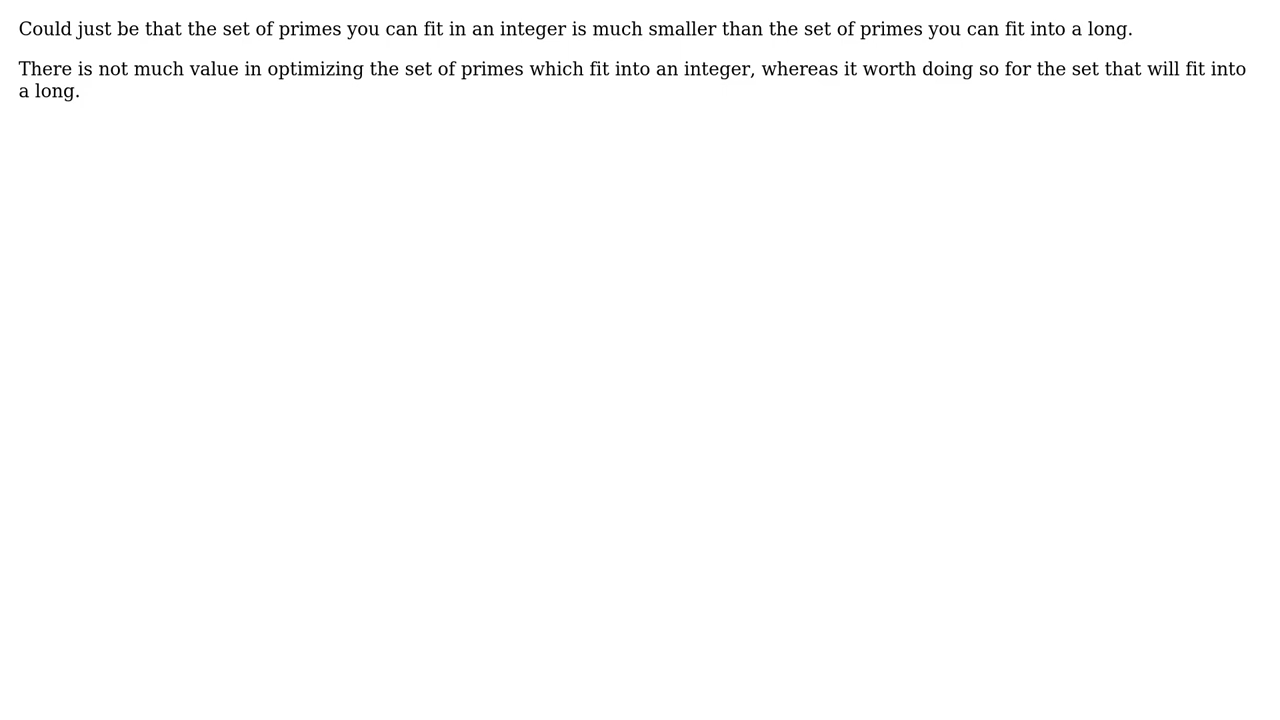 Could just be that the set of primes you can fit in an integer is much smaller than the set of primes you can fit into a long.
There is not much value in optimizing the set of primes which fit into an integer, whereas it worth doing so for the set that will fit into
a long.